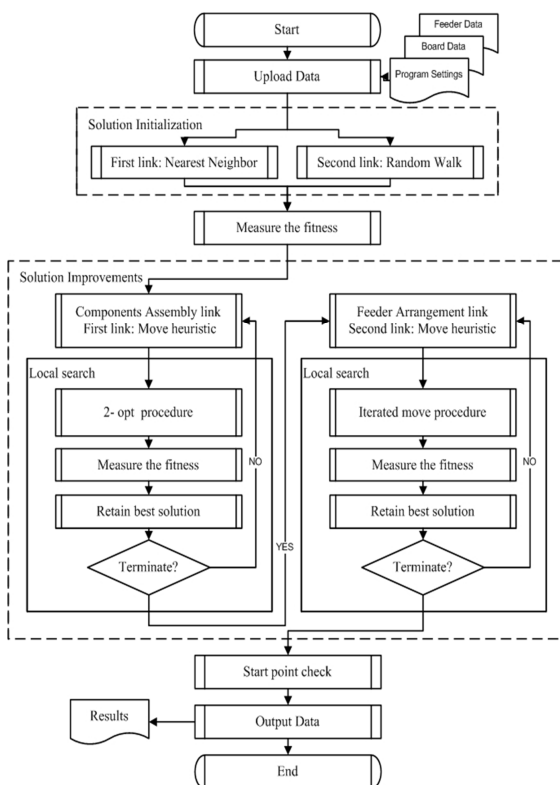 Start
Feeder Data
Board Data
Program Settings
Upload Data
Solution Initialization
First link: Nearest Neighbor
Second link: Random Walk
Measure the fitness
Solution Improvements
Components Assembly link
First link: Move heuristic
Local search
2- opt procedure
Measure the fitness
NO
Retain best solution
Terminate?
YES
Feeder Arrangement link
Second link: Move heuristic
Local search
Iterated move procedure
Measure the fitness
NO
Retain best solution
Terminate?
Start point check
Results
Output Data
End